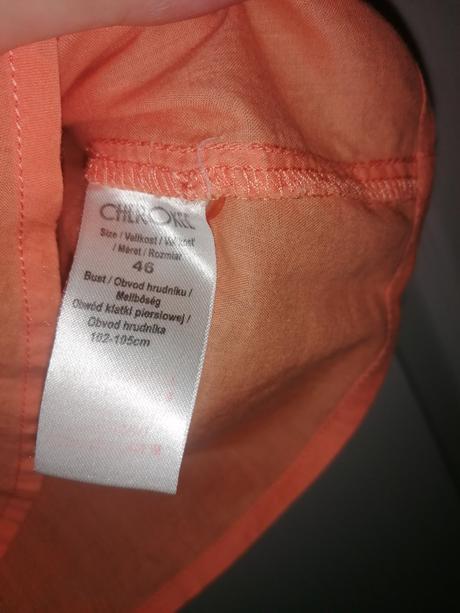 CHEROKEE
Size / Velikost / Veľkosť
/ Méret / Rozmiar
46
Bust / Obvod hrudníku /
Mellbőség
Obwód klatki piersiowej /
Obvod hrudníka
102-105cm